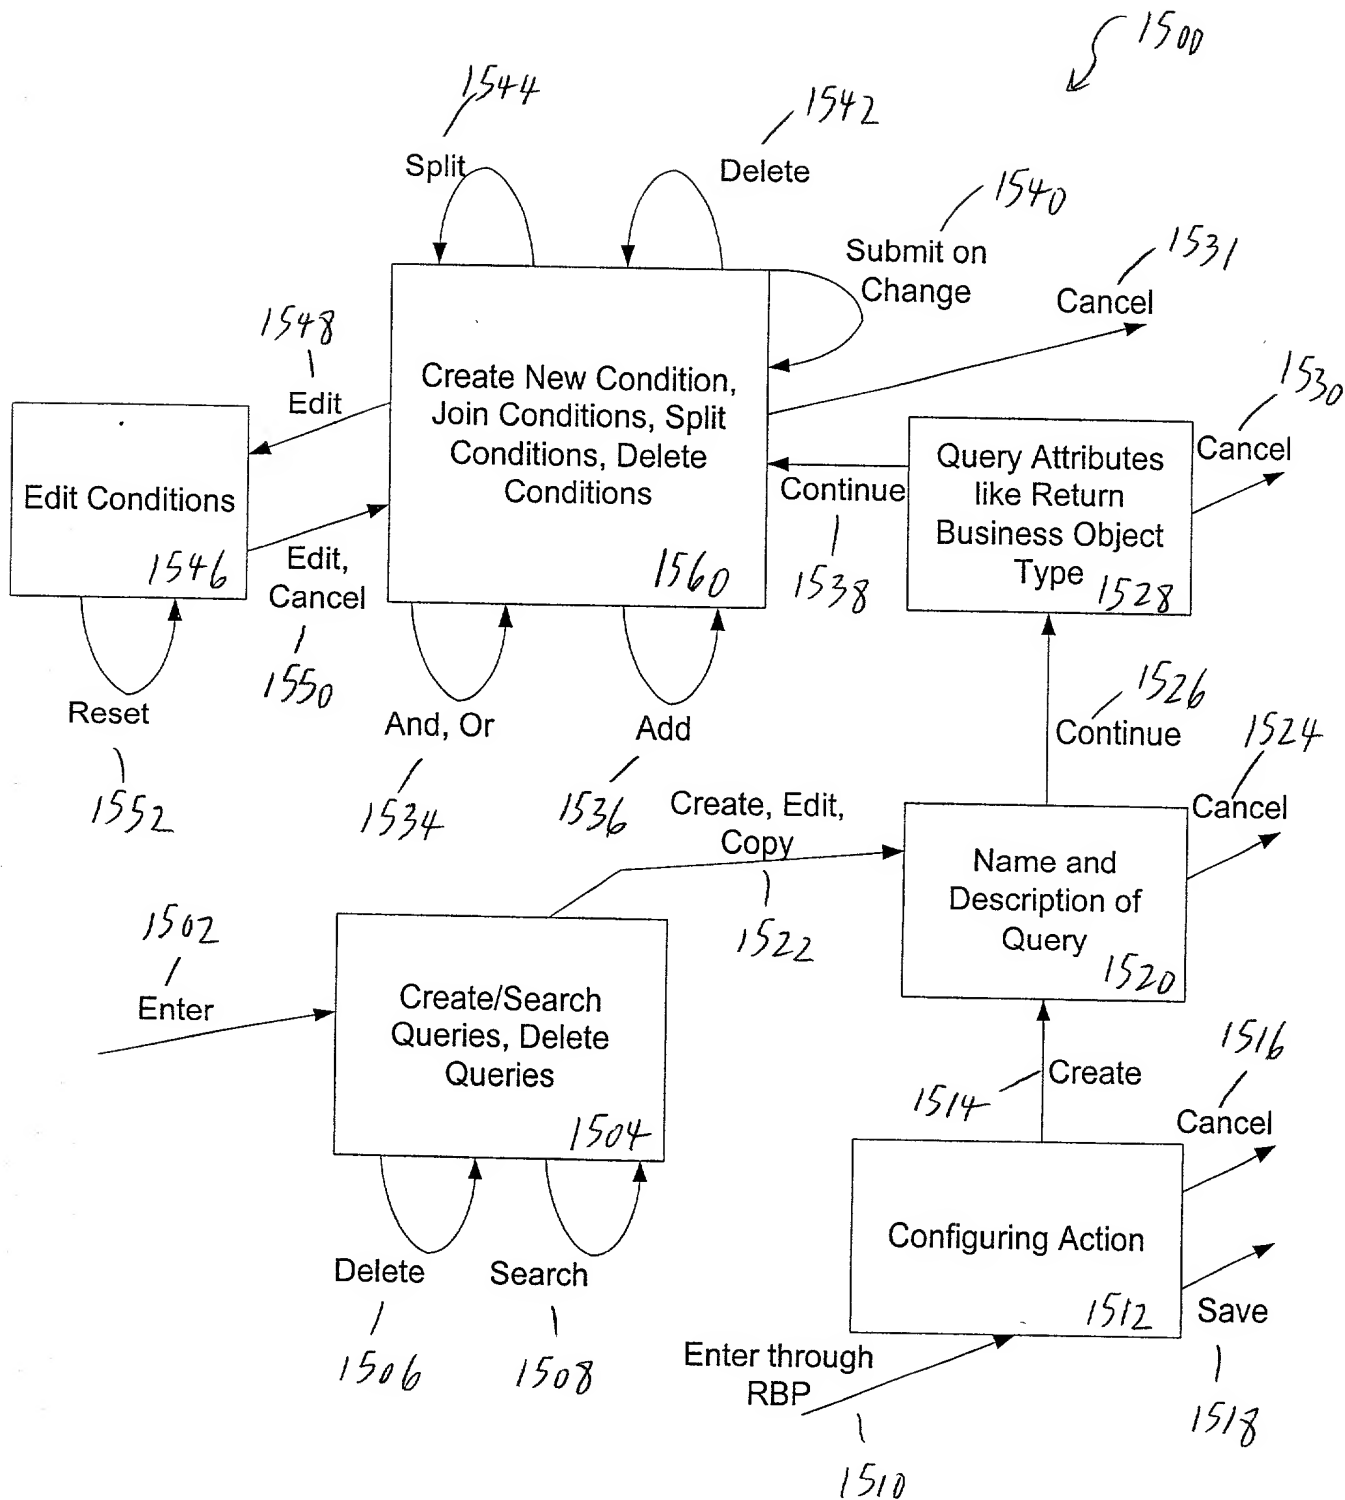 1500
1544
1542
Split
Delete
1540
Submit on
Change
1531
Cancel
1548
Edit
Create New Condition,
Join Conditions, Split
Conditions, Delete
Conditions
1560
1530
Cancel
Query Attributes
like Return
Business Object
Type
1528
Continue
1538
Edit Conditions
1546
Edit,
Cancel
1550
Reset
1552
And, Or
1534
Add
1536
1526
Continue
1524
Cancel
Create, Edit,
Copy
1522
Name and
Description of
Query
1520
1502
Enter
Create/Search
Queries, Delete
Queries
1504
1514
Create
1516
Cancel
Configuring Action
1512
Save
1518
Delete
1506
Search
1508
Enter through
RBP
1510